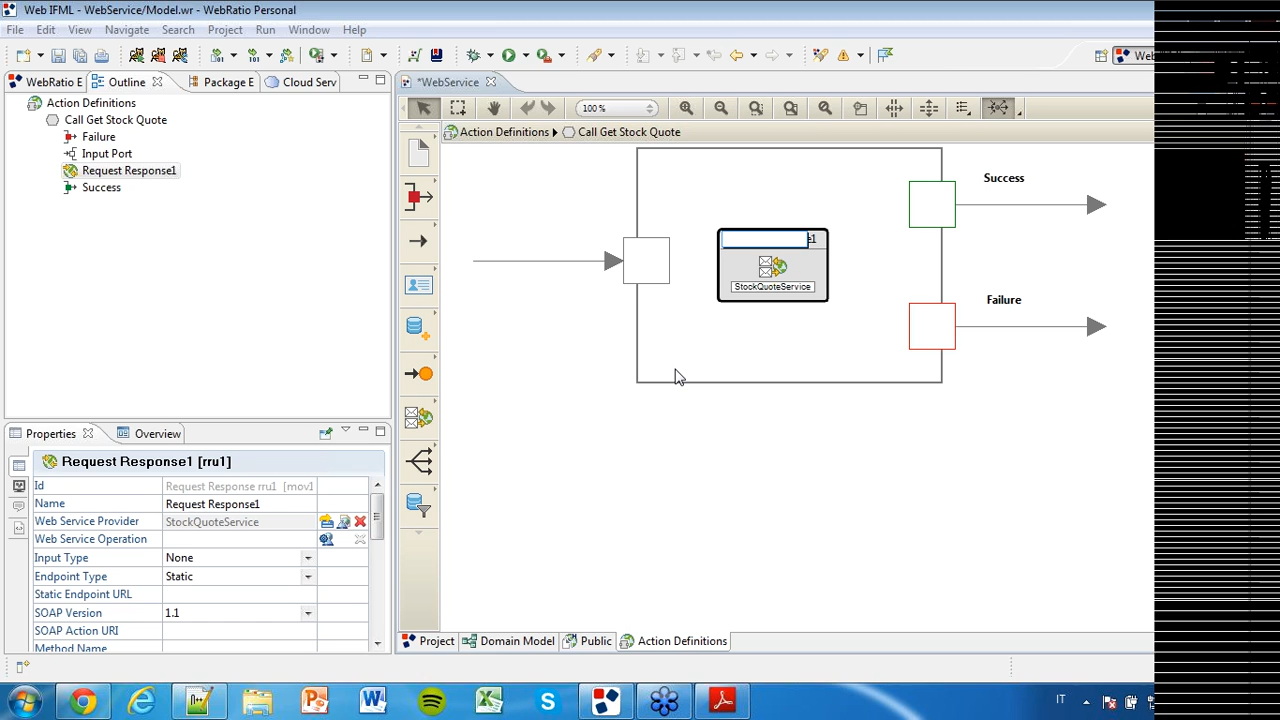 Web IFML - WebService/Model.wr - WebRatio Personal
File Edit View Navigate Search Project Run Window Help
WebRatio E Outline Package E Cloud Serv
*WebService
Action Definitions
Call Get Stock Quote
Failure
Input Port
Request Response1
Success
100 %
Call Get Stock Quote
Success
StockQuoteService
Failure
Properties Overview
Request Response1 [rru1]
Id Request Response rru1 [mov1
Name Request Response1
Web Service Provider StockQuoteService
Web Service Operation
Input Type None
Endpoint Type Static
Static Endpoint URL
SOAP Version 1.1
SOAP Action URI
Method Name
Project Domain Model Public Action Definitions
IT